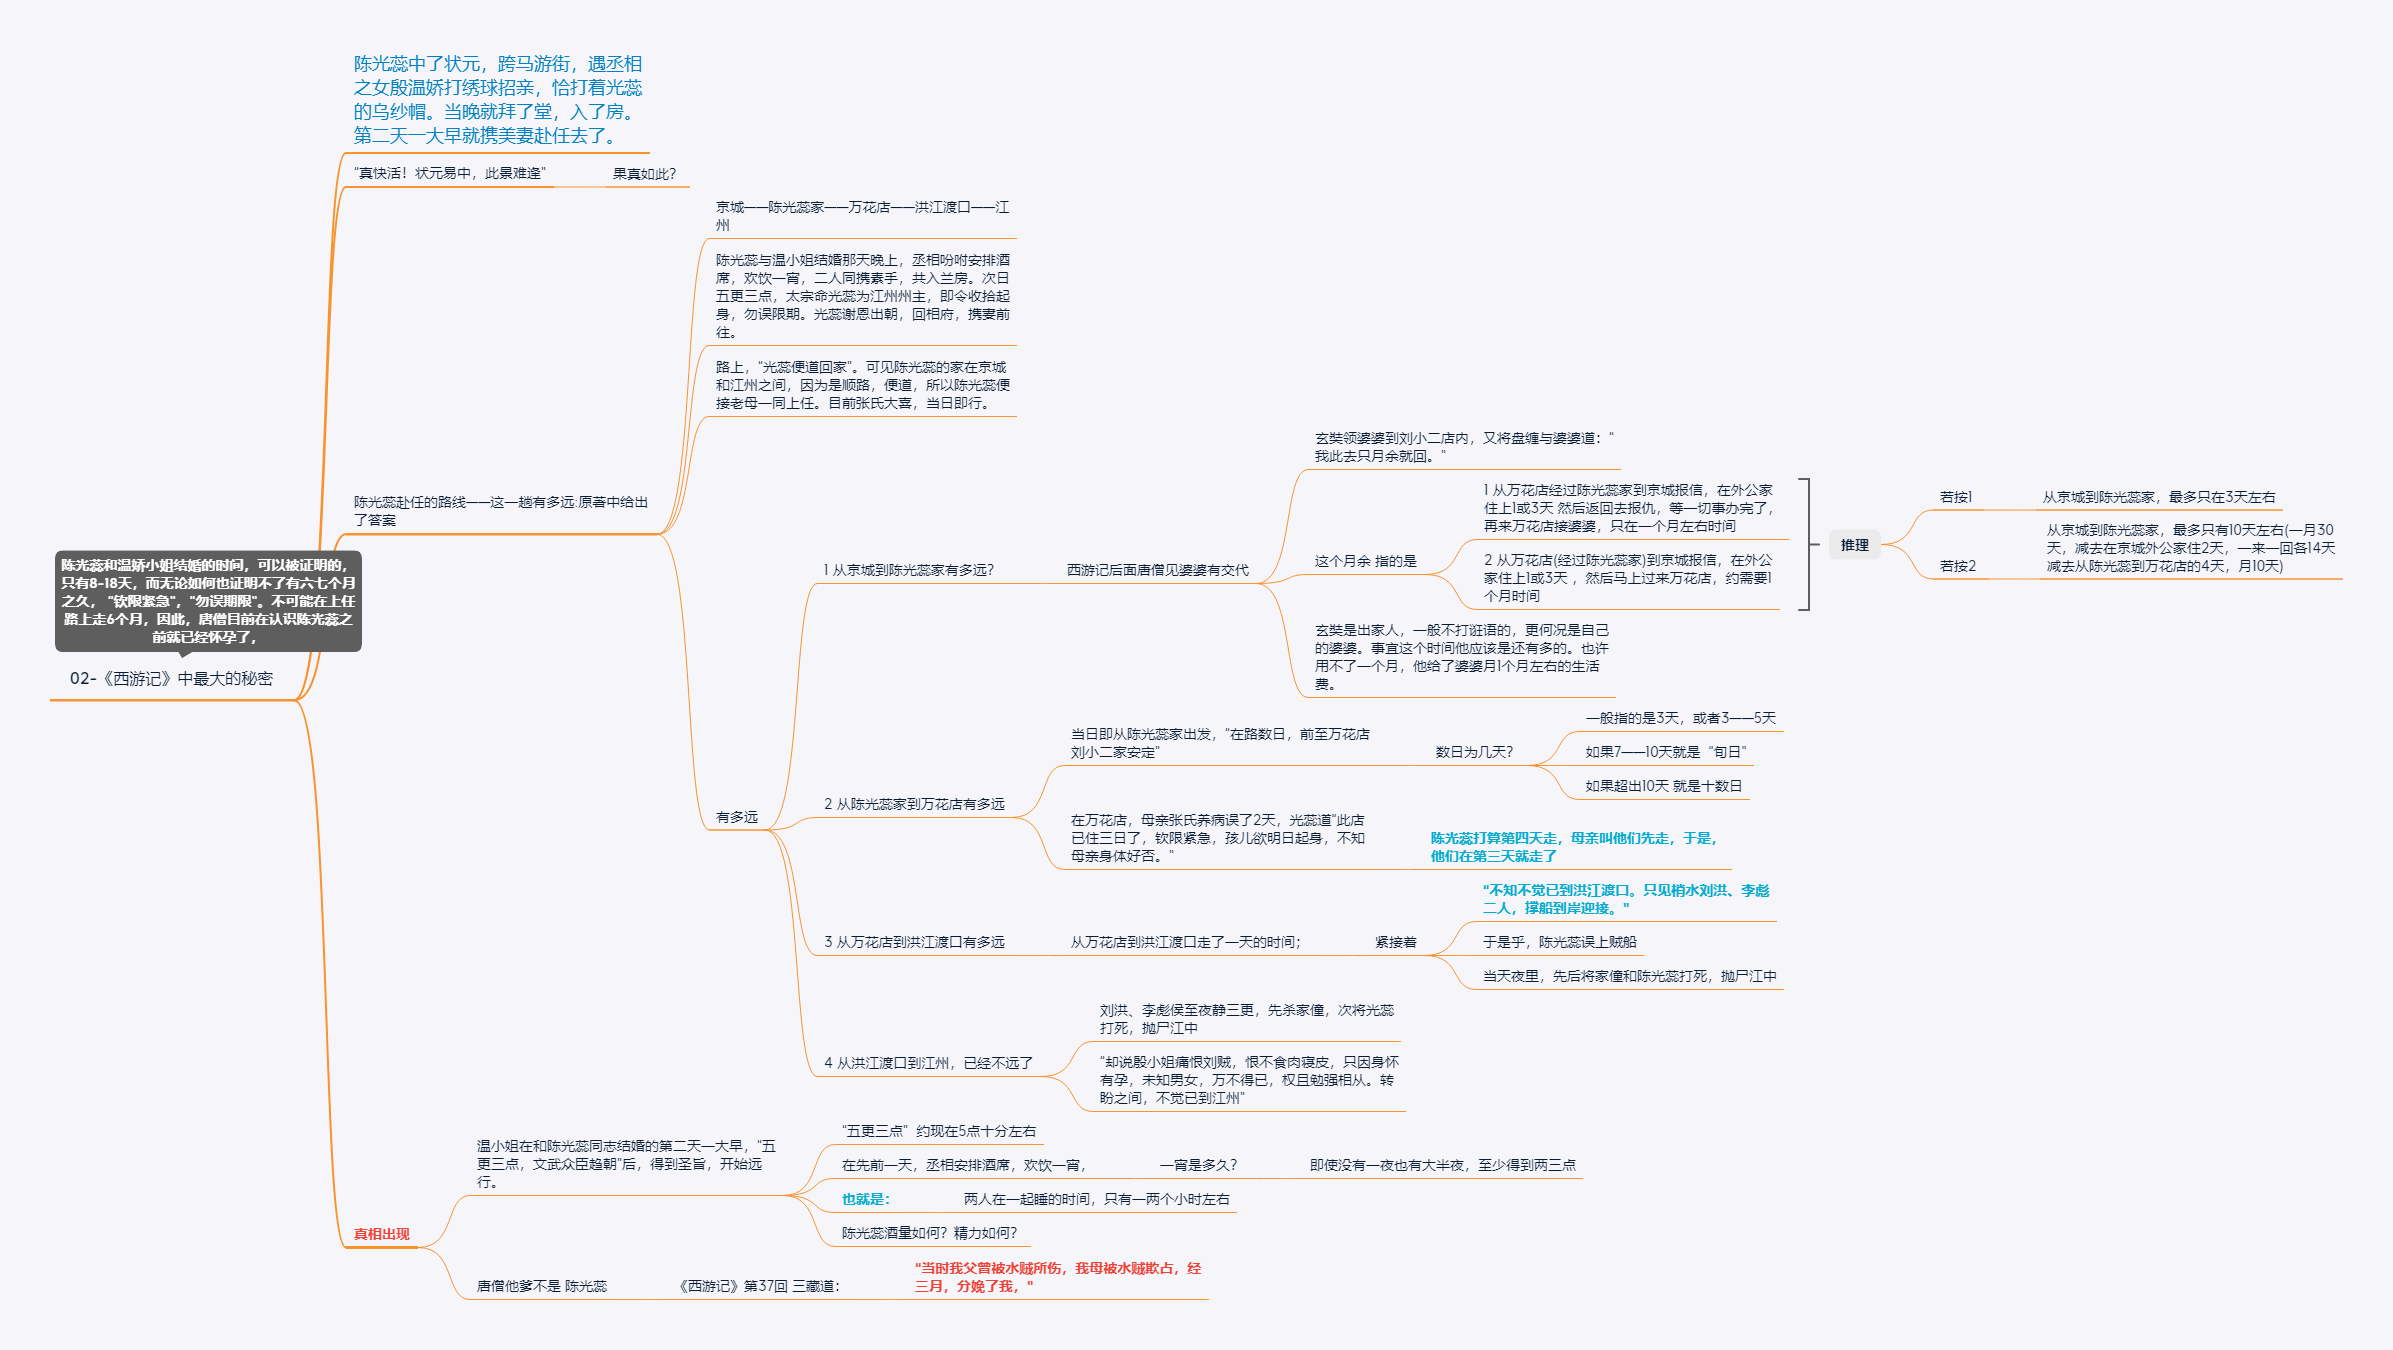 陈光蕊中了状元，跨马游街，遇丞相
之女殷温娇打绣球招亲，恰打着光蕊
的乌纱帽。当晚就拜了堂，入了房。
第二天一大早就携美妻赴任去了。
“真快活！状元易中，此景难逢”
果真如此？
京城——陈光蕊家——万花店——洪江渡口——江
州
陈光蕊与温小姐结婚那天晚上，丞相吩咐安排酒
席，欢饮一宵，二人同携素手，共入兰房。次日
五更三点，太宗命光蕊为江州州主，即令收拾起
身，勿误限期。光蕊谢恩出朝，回相府，携妻前
往。
路上，“光蕊便道回家”。可见陈光蕊的家在京城
和江州之间，因为是顺路，便道，所以陈光蕊便
接老母一同上任。目前张氏大喜，当日即行。
陈光蕊赴任的路线——这一趟有多远:原著中给出
了答案
陈光蕊和温娇小姐结婚的时间，可以被证明的，
只有8-18天，而无论如何也证明不了有六七个月
之久， "钦限紧急"，"勿误期限"。不可能在上任
路上走6个月，因此，唐僧目前在认识陈光蕊之
前就已经怀孕了，
02-《西游记》中最大的秘密
有多远
1 从京城到陈光蕊家有多远？
西游记后面唐僧见婆婆有交代
玄奘领婆婆到刘小二店内，又将盘缠与婆婆道：“
我此去只月余就回。"
这个月余 指的是
1 从万花店经过陈光蕊家到京城报信，在外公家
住上1或3天 然后返回去报仇，等一切事办完了，
再来万花店接婆婆，只在一个月左右时间
2 从万花店(经过陈光蕊家)到京城报信，在外公
家住上1或3天 ，然后马上过来万花店，约需要1
个月时间
推理
若按1
从京城到陈光蕊家，最多只在3天左右
若按2
从京城到陈光蕊家，最多只有10天左右(一月30
天，减去在京城外公家住2天，一来一回各14天
减去从陈光蕊到万花店的4天，月10天)
玄奘是出家人，一般不打诳语的，更何况是自己
的婆婆。事宜这个时间他应该是还有多的。也许
用不了一个月，他给了婆婆月1个月左右的生活
费。
2 从陈光蕊家到万花店有多远
当日即从陈光蕊家出发，“在路数日，前至万花店
刘小二家安定”
数日为几天？
一般指的是3天，或者3——5天
如果7——10天就是“旬日"
如果超出10天 就是十数日
在万花店，母亲张氏养病误了2天，光蕊道"此店
已住三日了，钦限紧急，孩儿欲明日起身，不知
母亲身体好否。"
陈光蕊打算第四天走，母亲叫他们先走，于是，
他们在第三天就走了
3 从万花店到洪江渡口有多远
从万花店到洪江渡口走了一天的时间；
紧接着
"不知不觉已到洪江渡口。只见梢水刘洪、李彪
二人，撑船到岸迎接。"
于是乎，陈光蕊误上贼船
当天夜里，先后将家僮和陈光蕊打死，抛尸江中
4 从洪江渡口到江州，已经不远了
刘洪、李彪侯至夜静三更，先杀家僮，次将光蕊
打死，抛尸江中
"却说殷小姐痛恨刘贼，恨不食肉寝皮，只因身怀
有孕，未知男女，万不得已，权且勉强相从。转
盼之间，不觉已到江州"
真相出现
温小姐在和陈光蕊同志结婚的第二天一大早，“五
更三点，文武众臣趋朝”后，得到圣旨，开始远
行。
“五更三点” 约现在5点十分左右
在先前一天，丞相安排酒席，欢饮一宵，
一宵是多久？
即使没有一夜也有大半夜，至少得到两三点
也就是：
两人在一起睡的时间，只有一两个小时左右
陈光蕊酒量如何？精力如何？
唐僧他爹不是 陈光蕊
《西游记》第37回 三藏道：
"当时我父曾被水贼所伤，我母被水贼欺占，经
三月，分娩了我，"